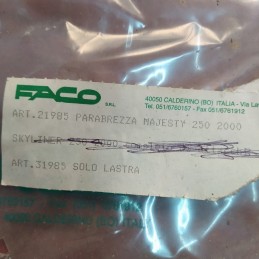 FACO SRL
40050 CALDERINO (BO) ITALIA - Via La
Tel. 051/6760157 - Fax 051/6761912
ART.21985 PARABREZZA MAJESTY 250 2000
SKYLINER
ART.31985 SOLO LASTRA
FACO